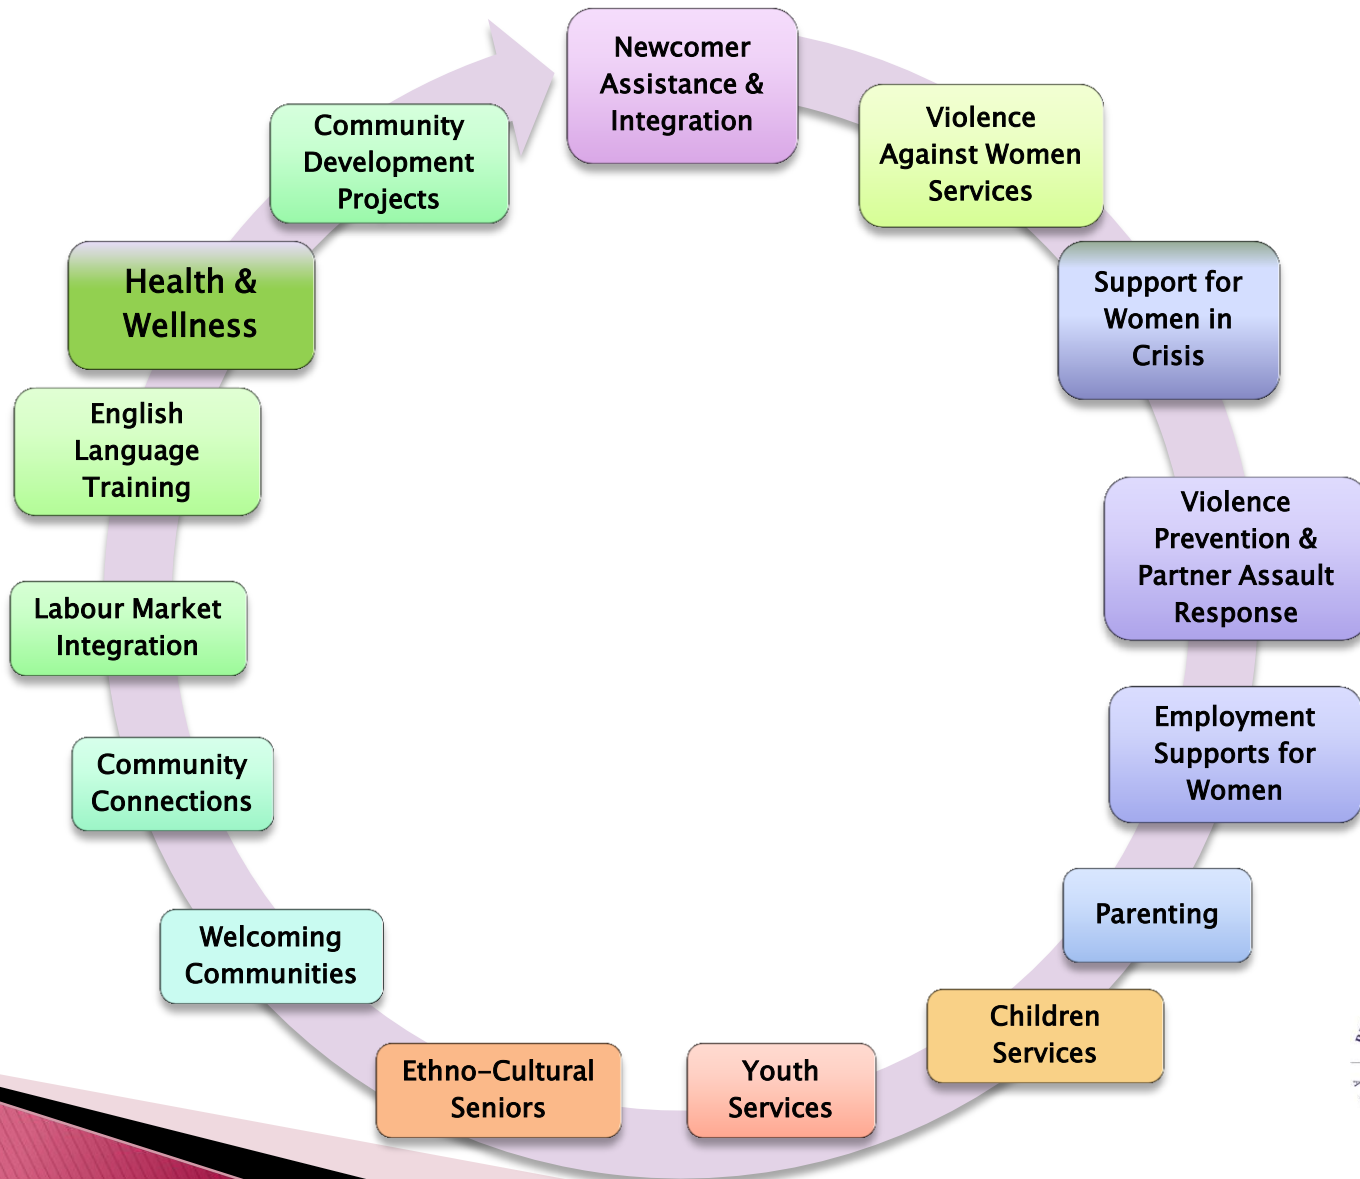 Newcomer
Assistance &
Integration
Violence
Against Women
Services
Support for
Women in
Crisis
Violence
Prevention &
Partner Assault
Response
Employment
Supports for
Women
Parenting
Children
Services
Youth
Services
Ethno-Cultural
Seniors
Welcoming
Communities
Community
Connections
Labour Market
Integration
English
Language
Training
Health &
Wellness
Community
Development
Projects